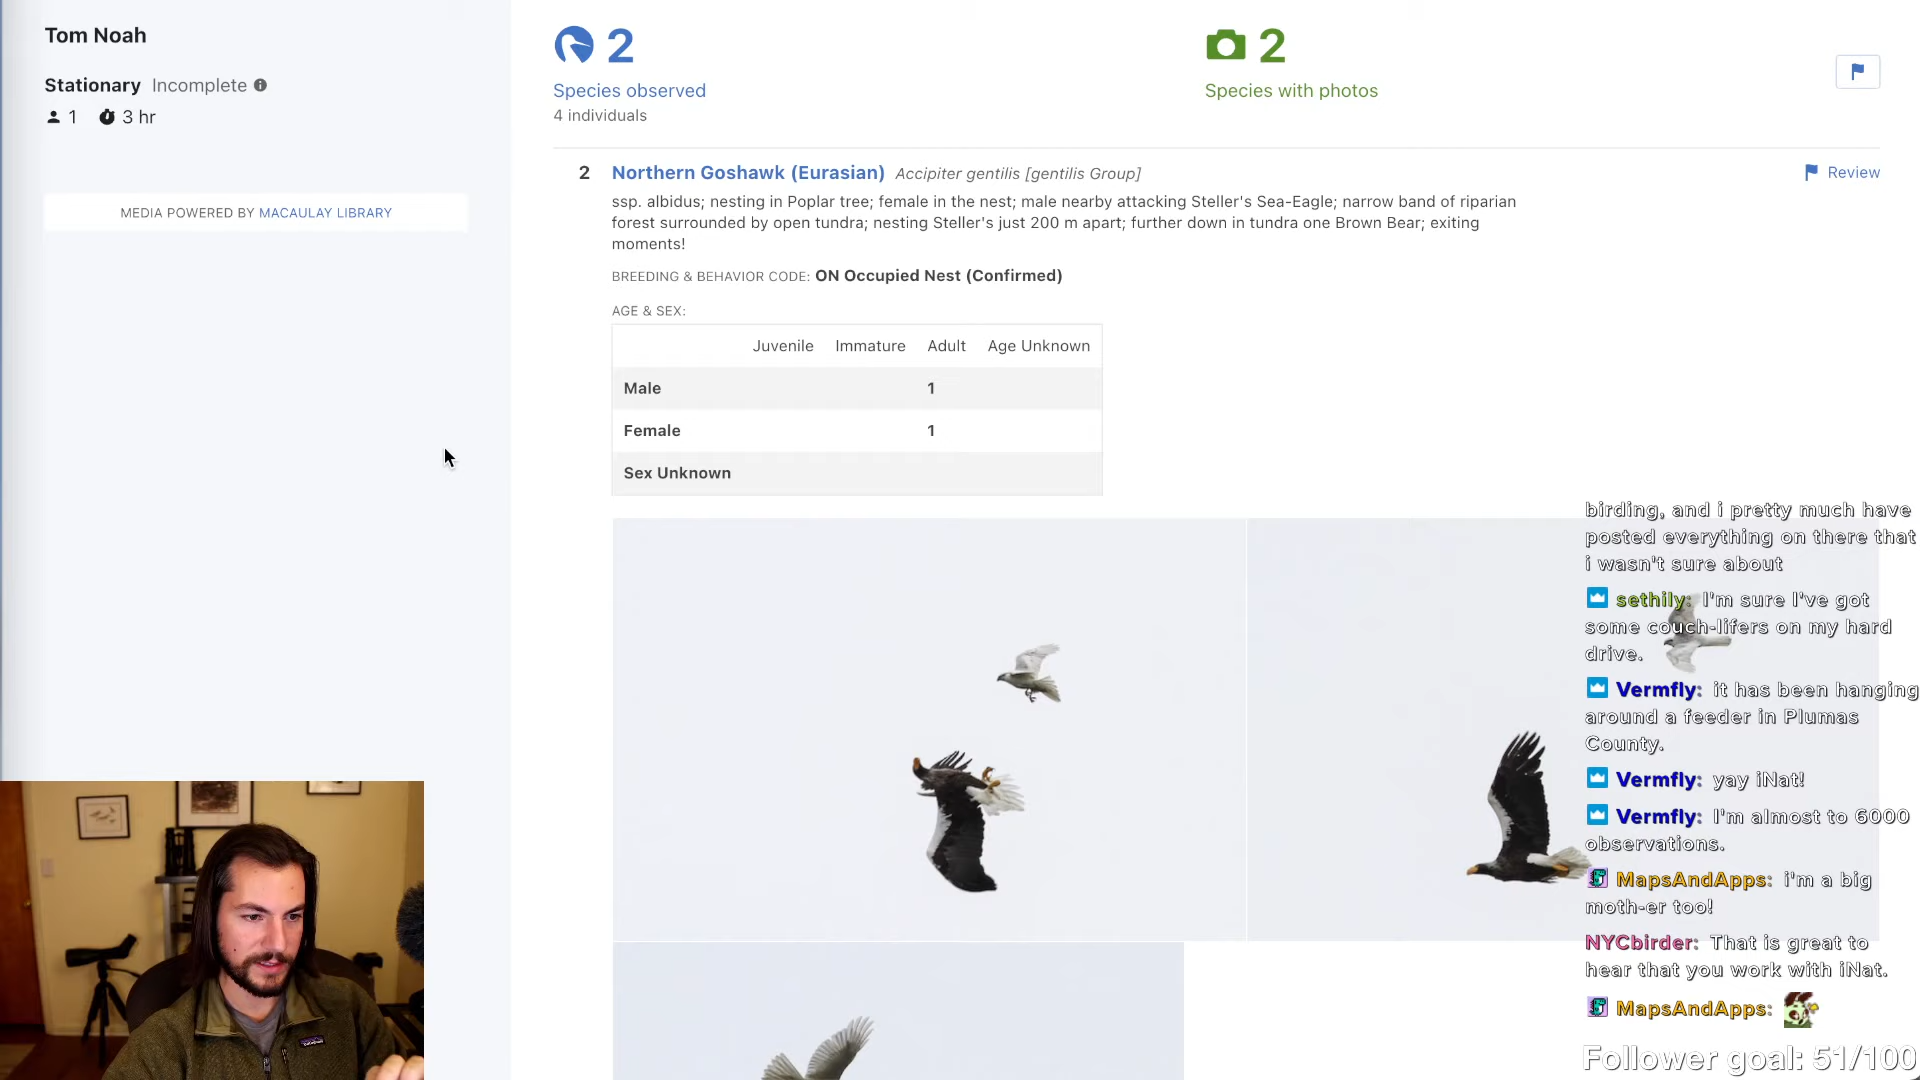 Tom Noah
Stationary Incomplete
1 3 hr
MEDIA POWERED BY MACAULAY LIBRARY
2
Species observed
4 individuals
2
Species with photos
2 Northern Goshawk (Eurasian) Accipiter gentilis [gentilis Group]
Review
ssp. albidus; nesting in Poplar tree; female in the nest; male nearby attacking Steller's Sea-Eagle; narrow band of riparian
forest surrounded by open tundra; nesting Steller's just 200 m apart; further down in tundra one Brown Bear; exiting
moments!
BREEDING & BEHAVIOR CODE: ON Occupied Nest (Confirmed)
AGE & SEX:
Juvenile Immature Adult Age Unknown
Male 1
Female 1
Sex Unknown
birding, and i pretty much have
posted everything on there that
i wasn't sure about
sethily: I'm sure I've got
some couch-lifers on my hard
drive.
Vermfly: it has been hanging
around a feeder in Plumas
County.
Vermfly: yay iNat!
Vermfly: I'm almost to 6000
observations.
MapsAndApps: i'm a big
moth-er too!
NYCbirder: That is great to
hear that you work with iNat.
MapsAndApps:
Follower goal: 51/100